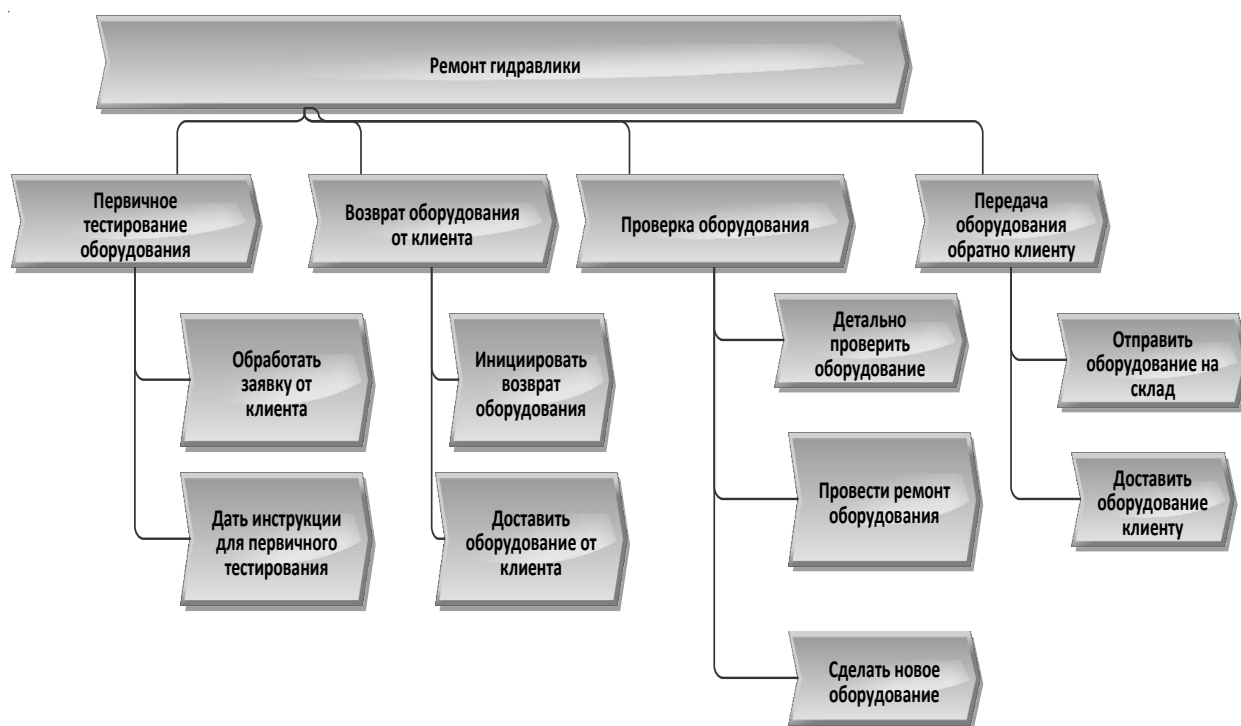 Ремонт гидравлики
Первичное
тестирование
оборудования
Возврат оборудования
от клиента
Проверка оборудования
Передача
оборудования
обратно клиенту
Обработать
заявку от
клиента
Дать инструкции
для первичного
тестирования
Инициировать
возврат
оборудования
Доставить
оборудование от
клиента
Детально
проверить
оборудование
Провести ремонт
оборудования
Сделать новое
оборудование
Отправить
оборудование на
склад
Доставить
оборудование
клиенту